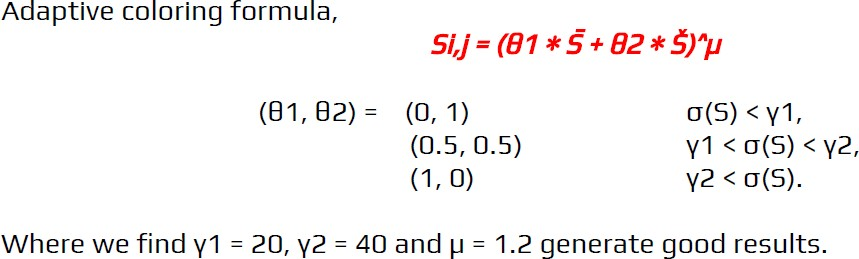 Adaptive coloring formula,
Si,j = (θ1 * S̄ + θ2 * Š)^μ
(θ1, θ2) = (0, 1) σ(S) < γ1,
(0.5, 0.5) γ1 < σ(S) < γ2,
(1, 0) γ2 < σ(S).
Where we find γ1 = 20, γ2 = 40 and μ = 1.2 generate good results.